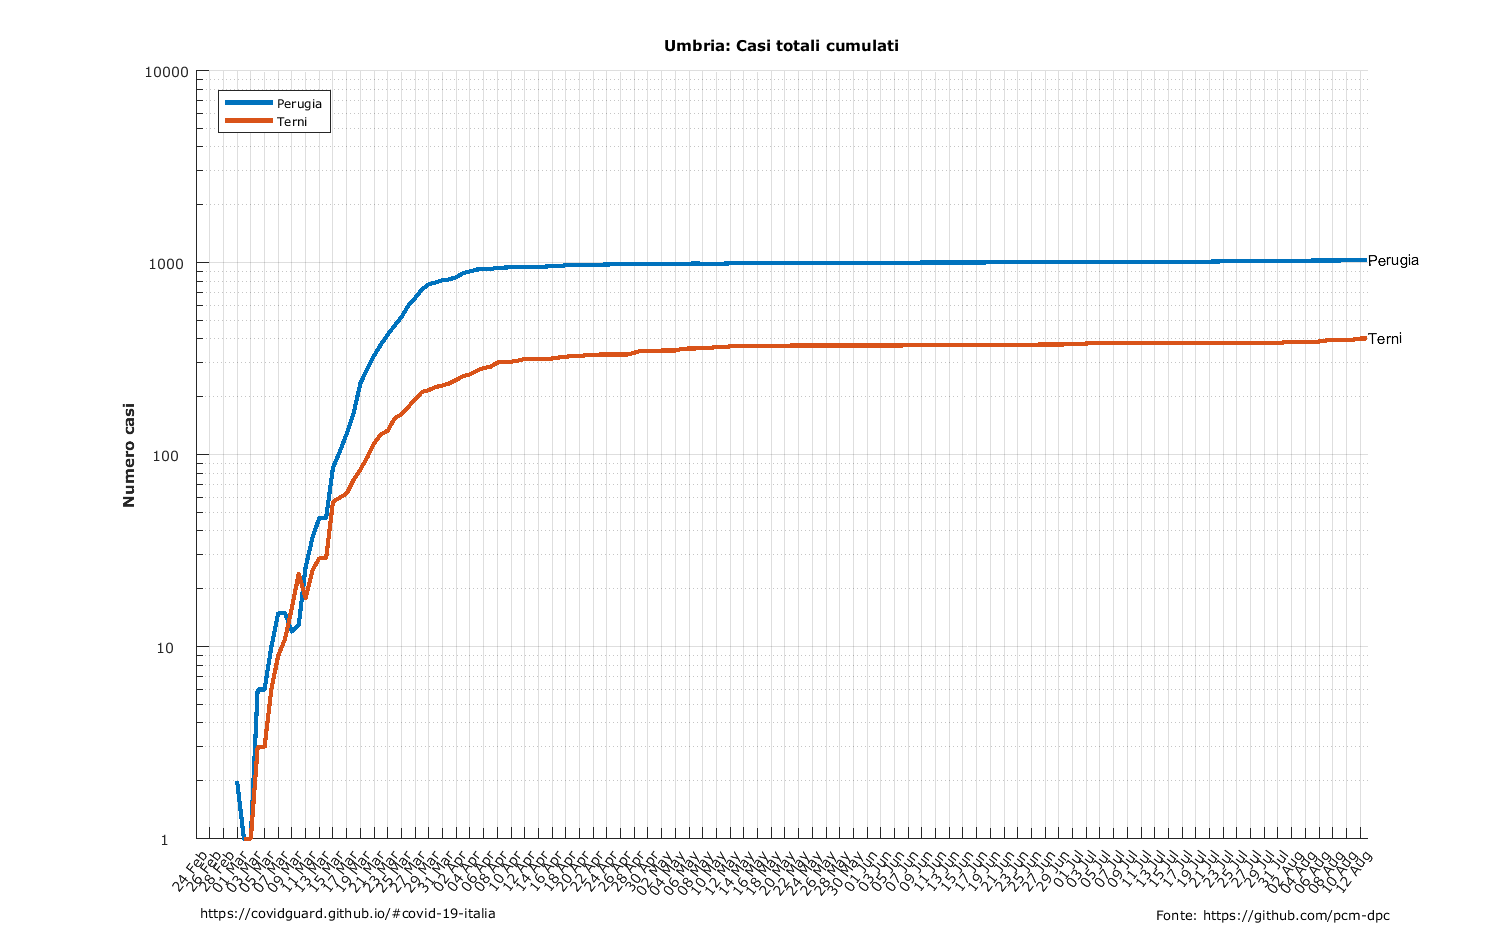 Umbria: Casi totali cumulati
10000
1000
100
10
1
Numero casi
Perugia
Terni
Perugia
Terni
24 Feb
26 Feb
28 Feb
01 Mar
03 Mar
05 Mar
07 Mar
09 Mar
11 Mar
13 Mar
15 Mar
17 Mar
19 Mar
21 Mar
23 Mar
25 Mar
27 Mar
29 Mar
31 Mar
02 Apr
04 Apr
06 Apr
08 Apr
10 Apr
12 Apr
14 Apr
16 Apr
18 Apr
20 Apr
22 Apr
24 Apr
26 Apr
28 Apr
30 Apr
02 May
04 May
06 May
08 May
10 May
12 May
14 May
16 May
18 May
20 May
22 May
24 May
26 May
28 May
30 May
01 Jun
03 Jun
05 Jun
07 Jun
09 Jun
11 Jun
13 Jun
15 Jun
17 Jun
19 Jun
21 Jun
23 Jun
25 Jun
27 Jun
29 Jun
01 Jul
03 Jul
05 Jul
07 Jul
09 Jul
11 Jul
13 Jul
15 Jul
17 Jul
19 Jul
21 Jul
23 Jul
25 Jul
27 Jul
29 Jul
31 Jul
02 Aug
04 Aug
06 Aug
08 Aug
10 Aug
12 Aug
https://covidguard.github.io/#covid-19-italia
Fonte: https://github.com/pcm-dpc